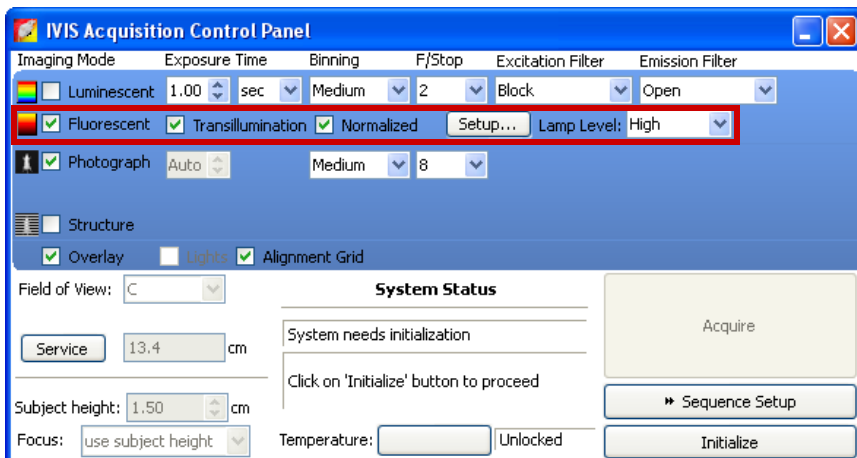 IVIS Acquisition Control Panel
Imaging Mode Exposure Time Binning F/Stop Excitation Filter Emission Filter
Luminescent 1.00 sec Medium 2 Block Open
Fluorescent Transillumination Normalized Setup... Lamp Level: High
Photograph Auto Medium 8
Structure
Overlay Lights Alignment Grid
Field of View: C System Status
Acquire
System needs initialization
Service 13.4 cm
Click on 'Initialize' button to proceed
Subject height: 1.50 cm Sequence Setup
Focus: use subject height Temperature: Unlocked Initialize